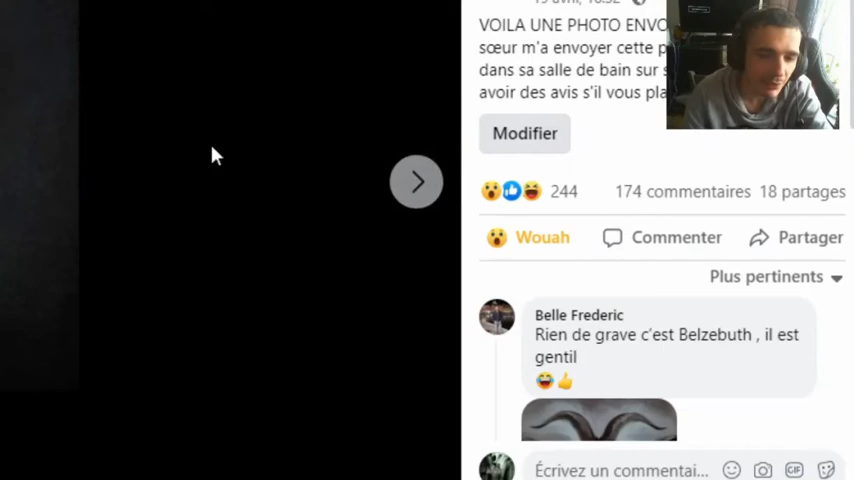 VOILA UNE PHOTO
sœur m'a envoyer cette
dans sa salle de bain sur
avoir des avis s'il vous
Modifier
244 174 commentaires 18 partages
Wouah Commenter Partager
Plus pertinents
Belle Frederic
Rien de grave c'est Belzebuth , il est
gentil
Écrivez un commentai... GIF